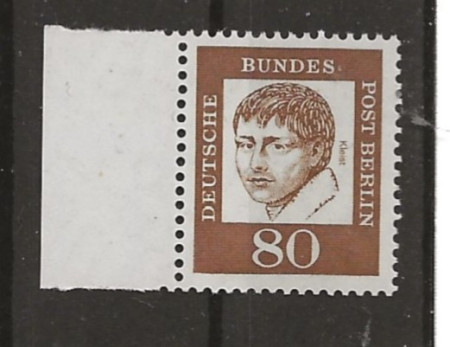 DEUTSCHE
BUNDES
POST BERLIN
Kleist
80